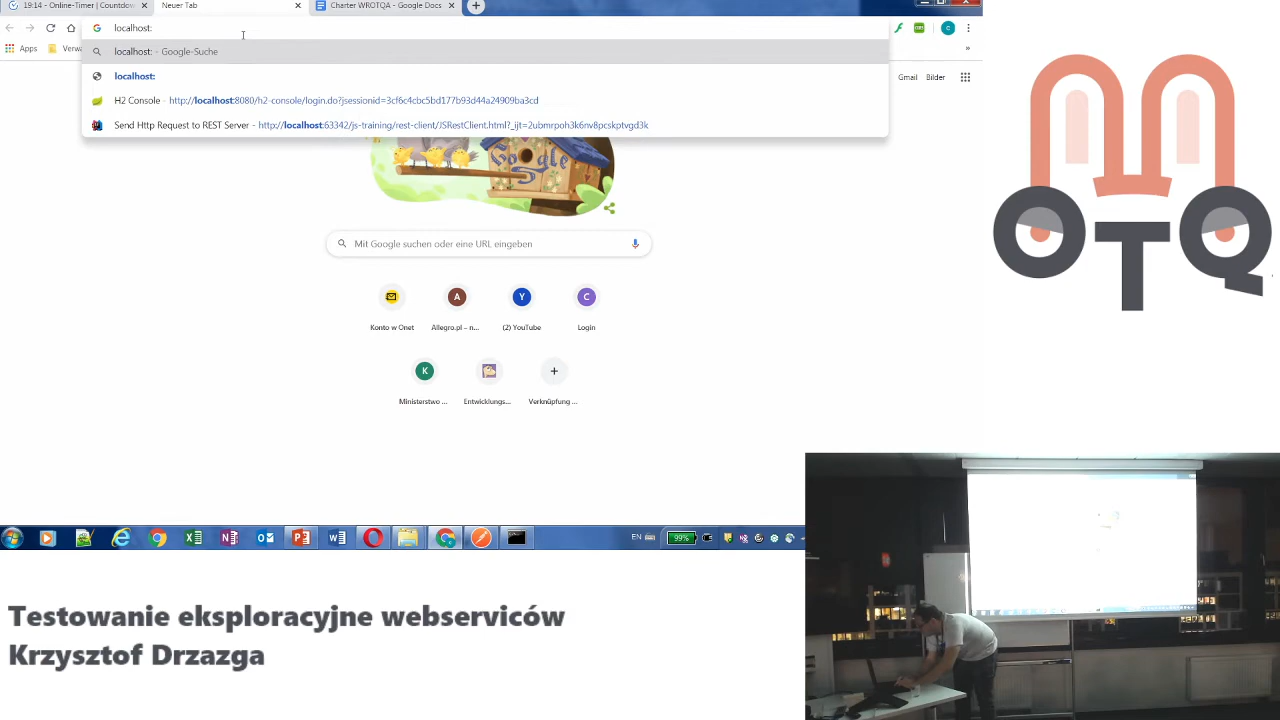 19:14 - Online-Timer | Countdow
Neuer Tab
Charter WROTQA - Google Docs
localhost:
localhost: - Google-Suche
localhost:
H2 Console - http://localhost:8080/h2-console/login.do?jsessionid=3cf6c4cbc5bd177b93d44a24909ba3cd
Send Http Request to REST Server - http://localhost:63342/js-training/rest-client/JSRestClient.html?_ijt=2ubmrpoh3k6nv8pcskptvgd3k
Apps
Verwa
Gmail
Bilder
Google
Mit Google suchen oder eine URL eingeben
A
Y
C
Konto w Onet
Allegro.pl – n...
(2) YouTube
Login
K
Ministerstwo ...
Entwicklungs...
Verknüpfung ...
EN
99%
OTQ
Testowanie eksploracyjne webserviców
Krzysztof Drzazga